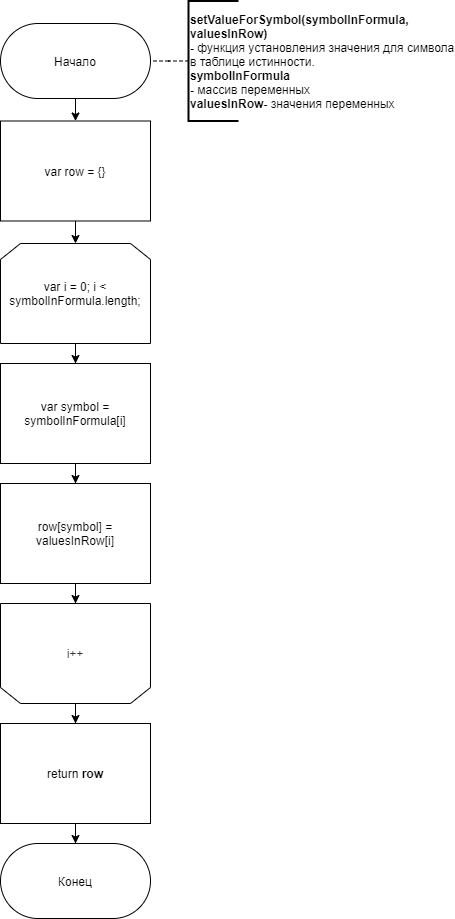 Начало
setValueForSymbol(symbolInFormula,
valuesInRow)
- функция установления значения для символа
в таблице истинности.
symbolInFormula
- массив переменных
valuesInRow- значения переменных
var row = {}
var i = 0; i <
symbolInFormula.length;
var symbol =
symbolInFormula[i]
row[symbol] =
valuesInRow[i]
i++
return row
Конец